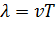 λ = vT